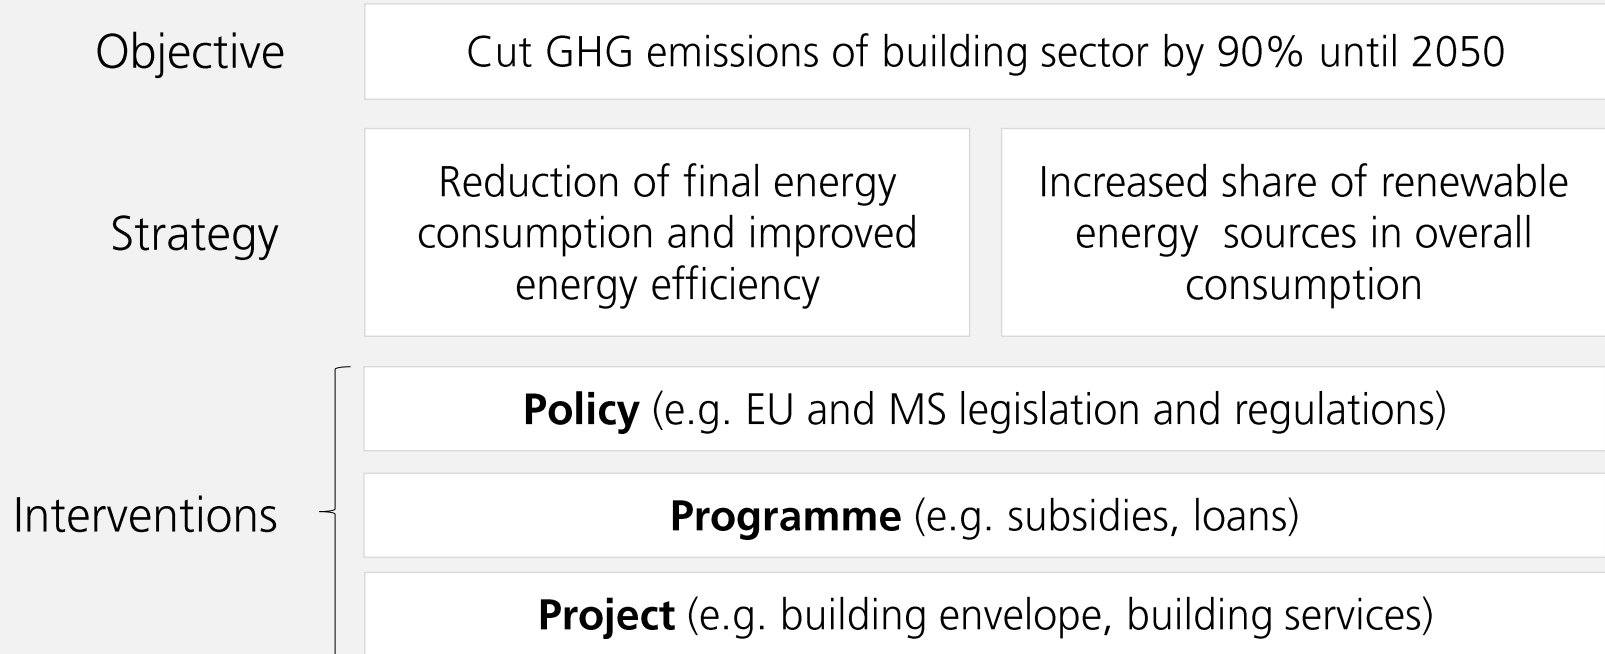 Objective
Cut GHG emissions of building sector by 90% until 2050
Strategy
Reduction of final energy
consumption and improved
energy efficiency
Increased share of renewable
energy  sources in overall
consumption
Interventions
Policy (e.g. EU and MS legislation and regulations)
Programme (e.g. subsidies, loans)
Project (e.g. building envelope, building services)